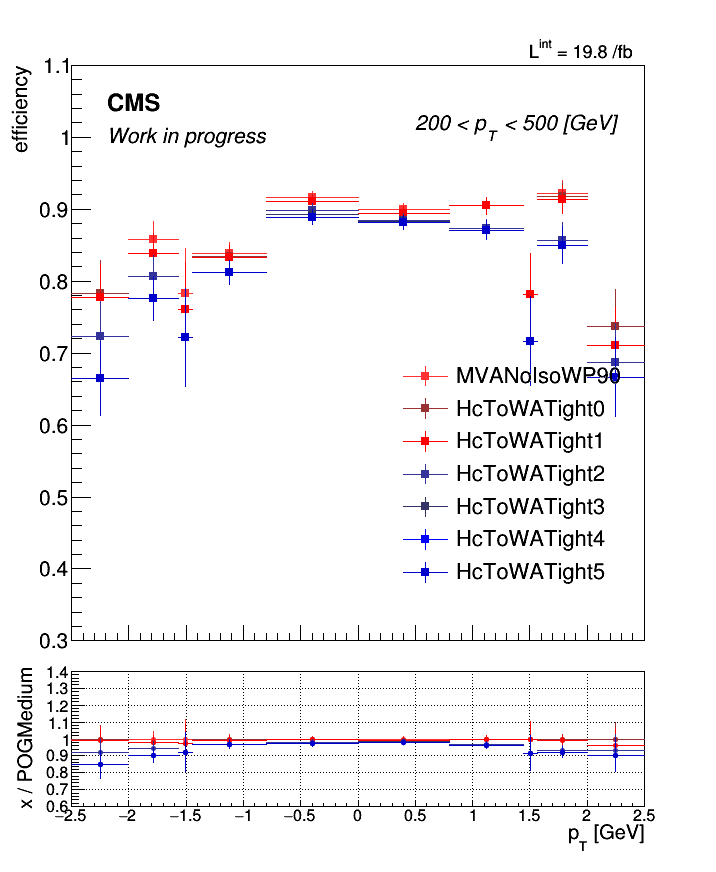 L^int = 19.8 /fb
efficiency
CMS
Work in progress
200 < p_T < 500 [GeV]
1.1
1
0.9
0.8
0.7
0.6
0.5
0.4
0.3
MVANoIsoWP90
HcToWATight0
HcToWATight1
HcToWATight2
HcToWATight3
HcToWATight4
HcToWATight5
x / POGMedium
1.4
1.3
1.2
1.1
1
0.9
0.8
0.7
0.6
−2.5 −2 −1.5 −1 −0.5 0 0.5 1 1.5 2 2.5
p_T [GeV]